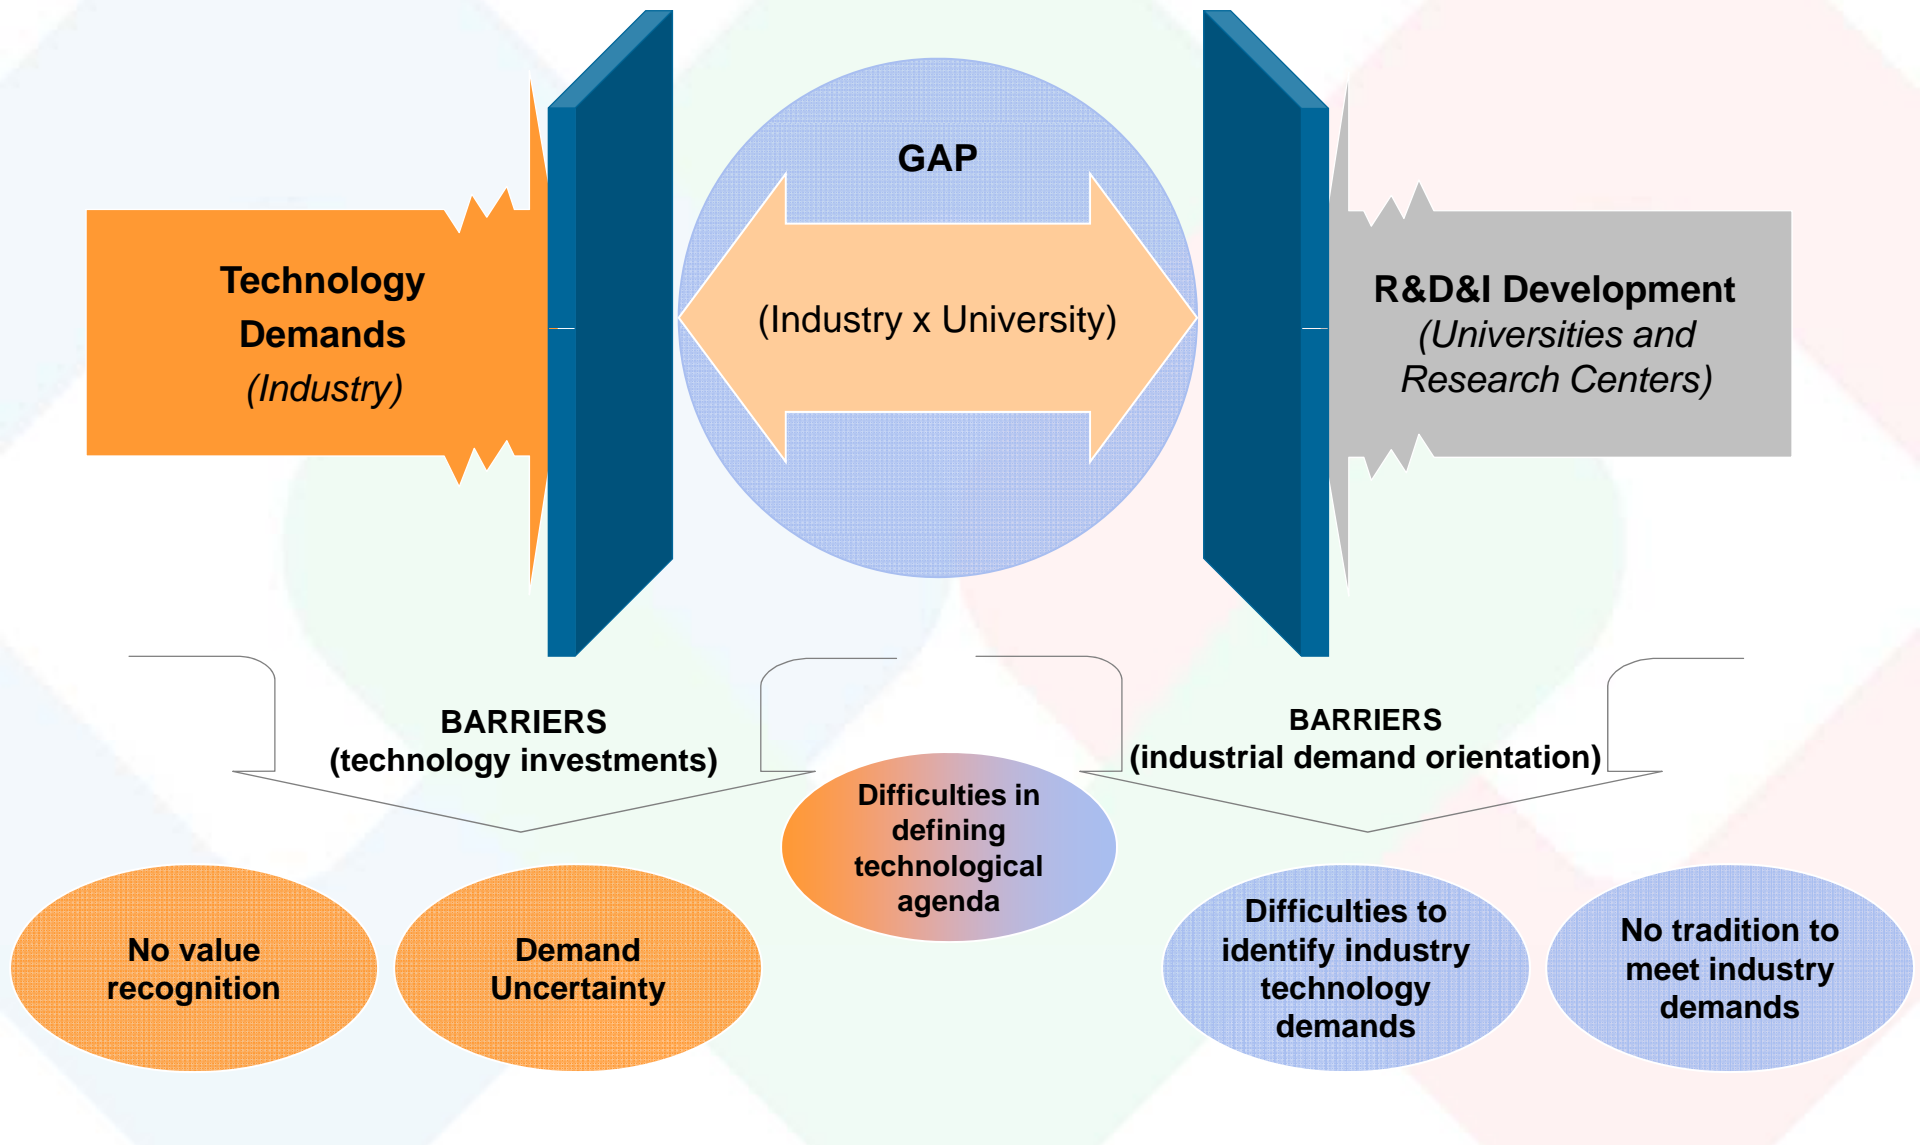 GAP
Technology
Demands
(Industry)
(Industry x University)
R&D&I Development
(Universities and
Research Centers)
BARRIERS
(technology investments)
BARRIERS
(industrial demand orientation)
Difficulties in
defining
technological
agenda
No value
recognition
Demand
Uncertainty
Difficulties to
identify industry
technology
demands
No tradition to
meet industry
demands